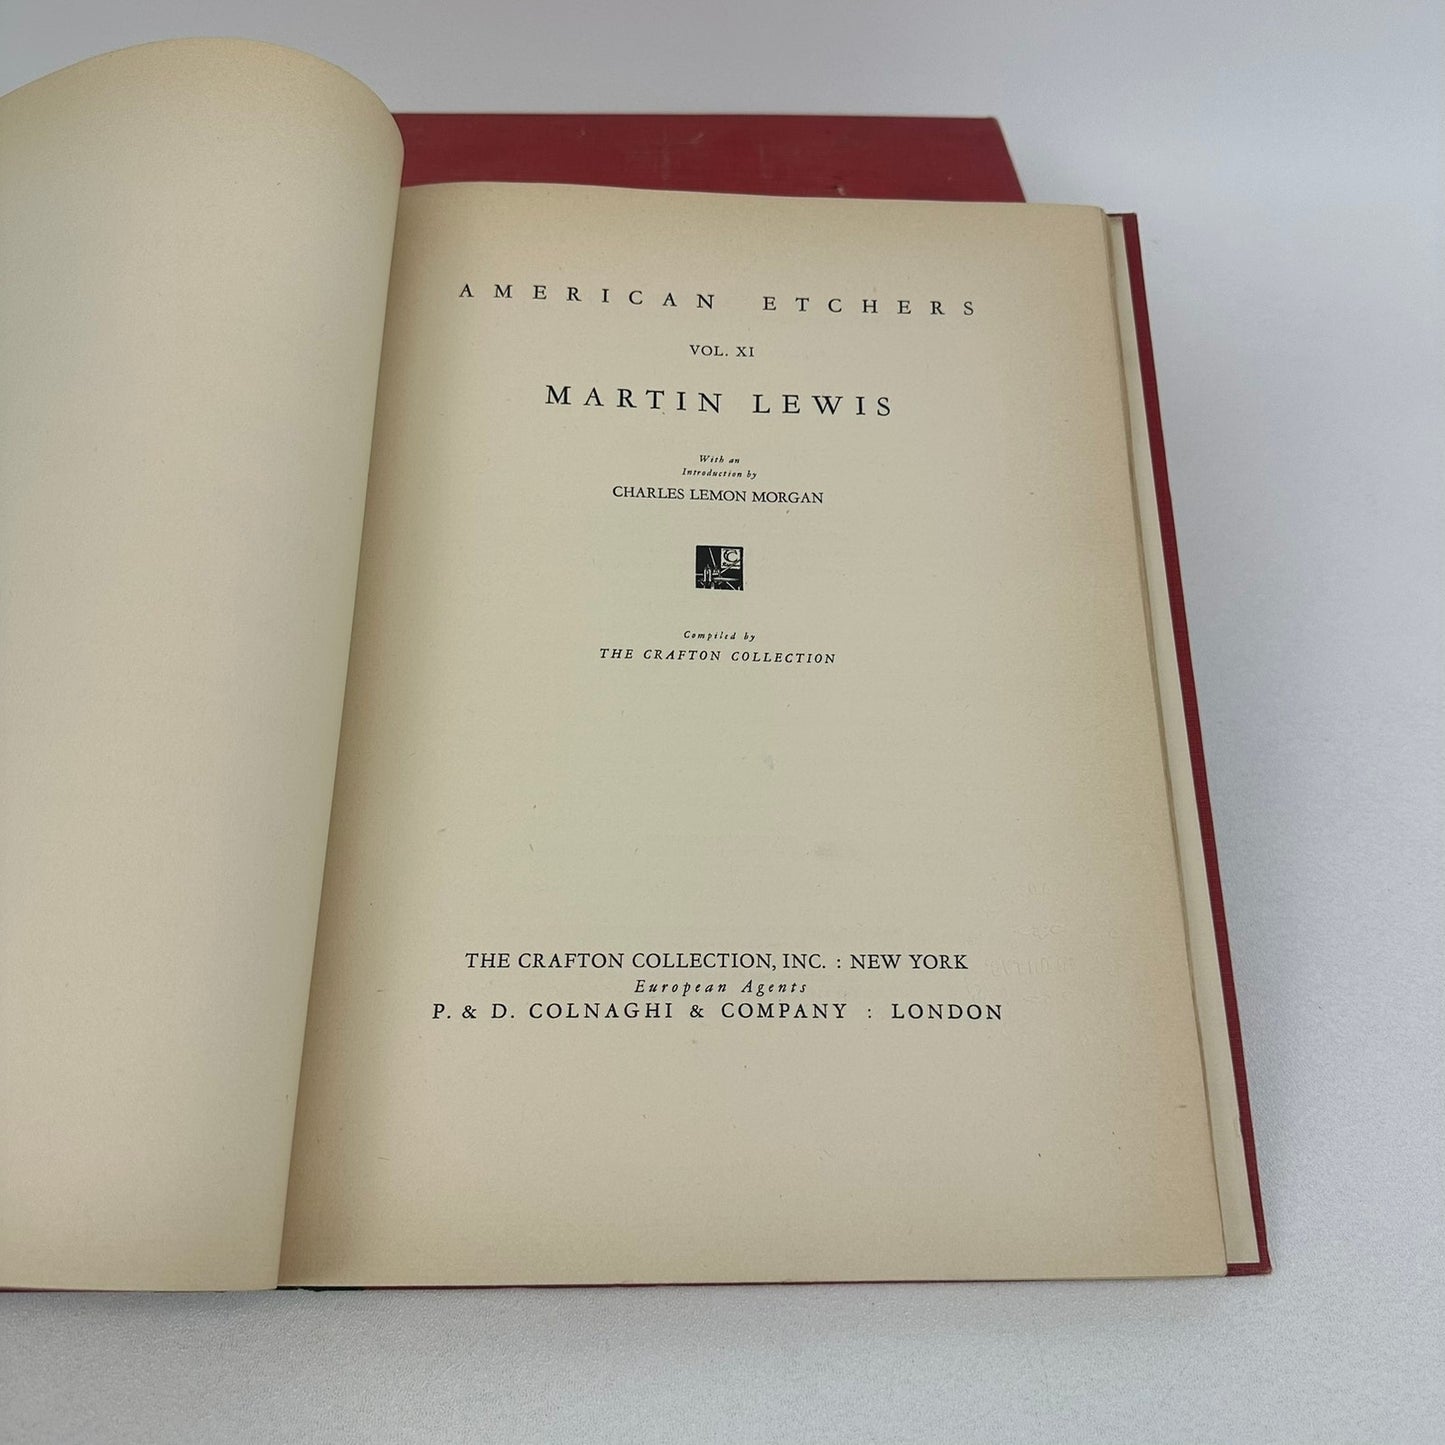 AMERICAN ETCHERS
VOL. XI
MARTIN LEWIS
With an
Introduction by
CHARLES LEMON MORGAN
C
Compiled by
THE CRAFTON COLLECTION
THE CRAFTON COLLECTION, INC. : NEW YORK
European Agents
P. & D. COLNAGHI & COMPANY : LONDON